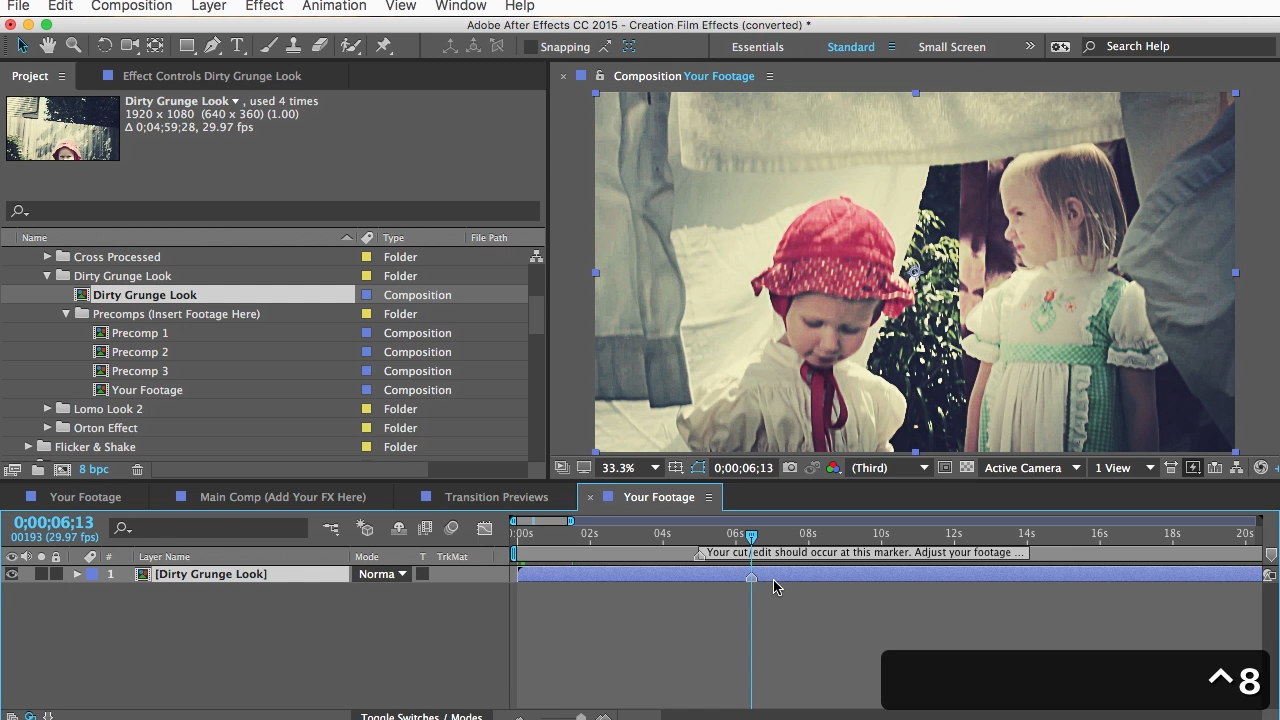 File Edit Composition Layer Effect Animation View Window Help
Adobe After Effects CC 2015 - Creation Film Effects (converted) *
Snapping Essentials Standard Small Screen Search Help
Project Effect Controls Dirty Grunge Look
Composition Your Footage
Dirty Grunge Look , used 4 times
1920 x 1080 (640 x 360) (1.00)
Δ 0;04;59;28, 29.97 fps
Name Type File Path
Cross Processed Folder
Dirty Grunge Look Folder
Dirty Grunge Look Composition
Precomps (Insert Footage Here) Folder
Precomp 1 Composition
Precomp 2 Composition
Precomp 3 Composition
Your Footage Composition
Lomo Look 2 Folder
Orton Effect Folder
Flicker & Shake Folder
8 bpc
33.3% 0;00;06;13 (Third) Active Camera 1 View
Your Footage Main Comp (Add Your FX Here) Transition Previews Your Footage
0;00;06;13
00193 (29.97 fps)
):00s 02s 04s 06s 08s 10s 12s 14s 16s 18s 20s
# Layer Name Mode T TrkMat
Your cut/edit should occur at this marker. Adjust your footage ...
1 [Dirty Grunge Look] Norma
^8
Toggle Switches / Modes